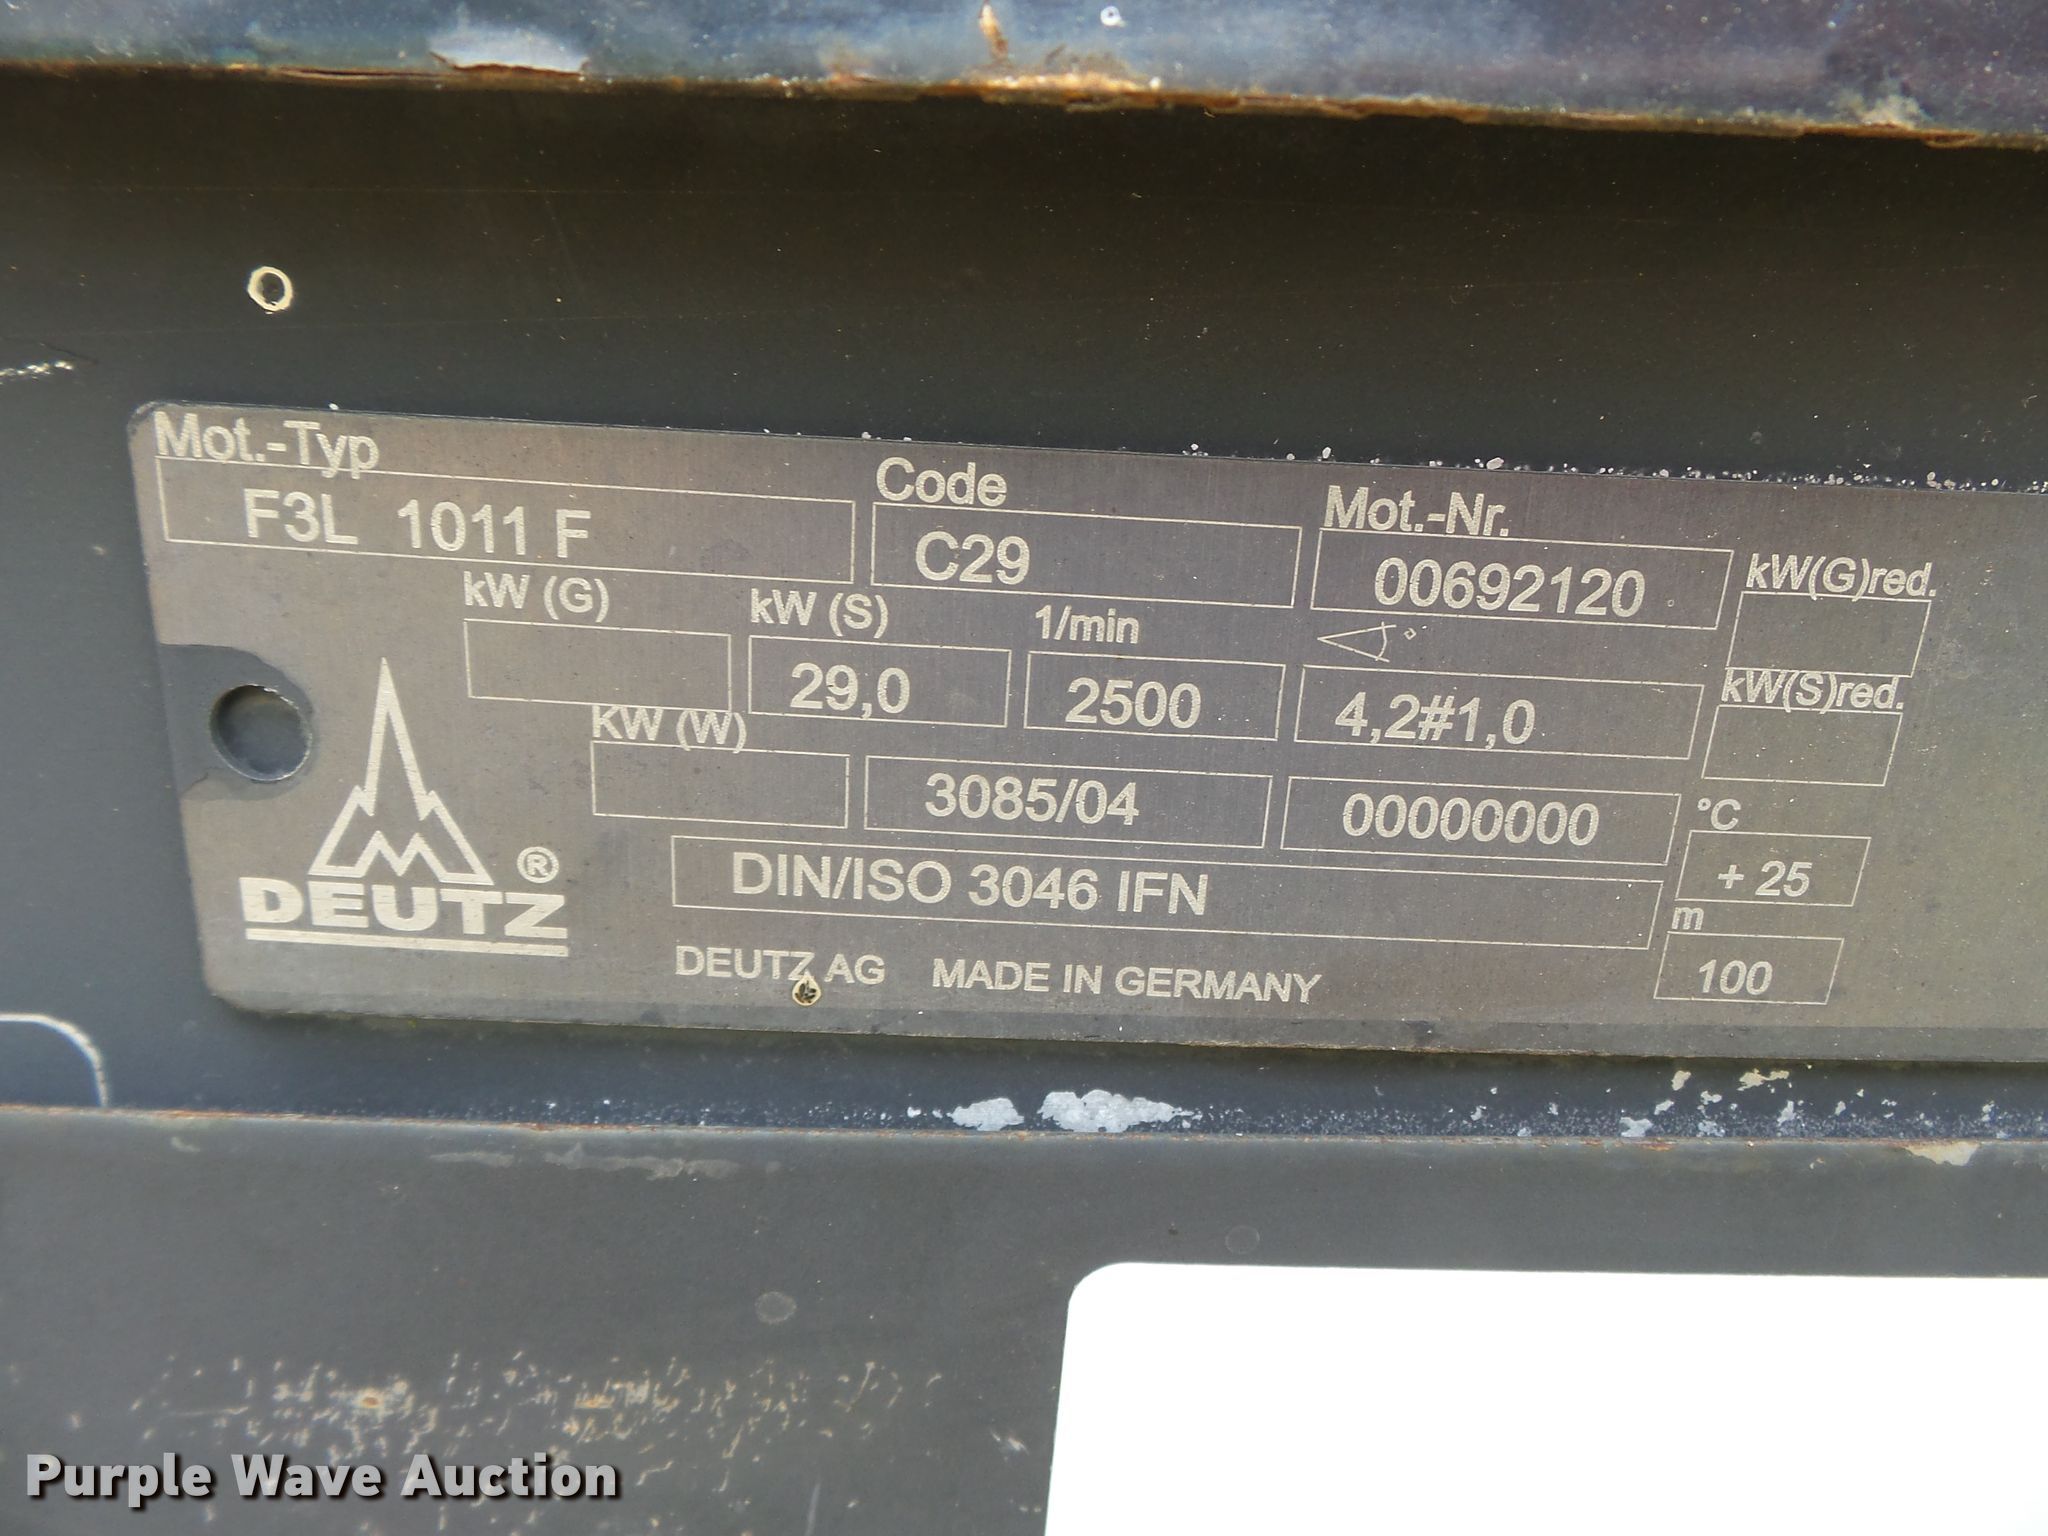 Mot.-Typ
F3L 1011 F
Code
C29
Mot.-Nr.
00692120
kW(G)red.
kW (G)
kW (S)
29,0
1/min
2500
°
4,2#1,0
kW(S)red.
KW (W)
3085/04
00000000
°C
+ 25
DIN/ISO 3046 IFN
m
100
DEUTZ ®
DEUTZ AG MADE IN GERMANY
Purple Wave Auction